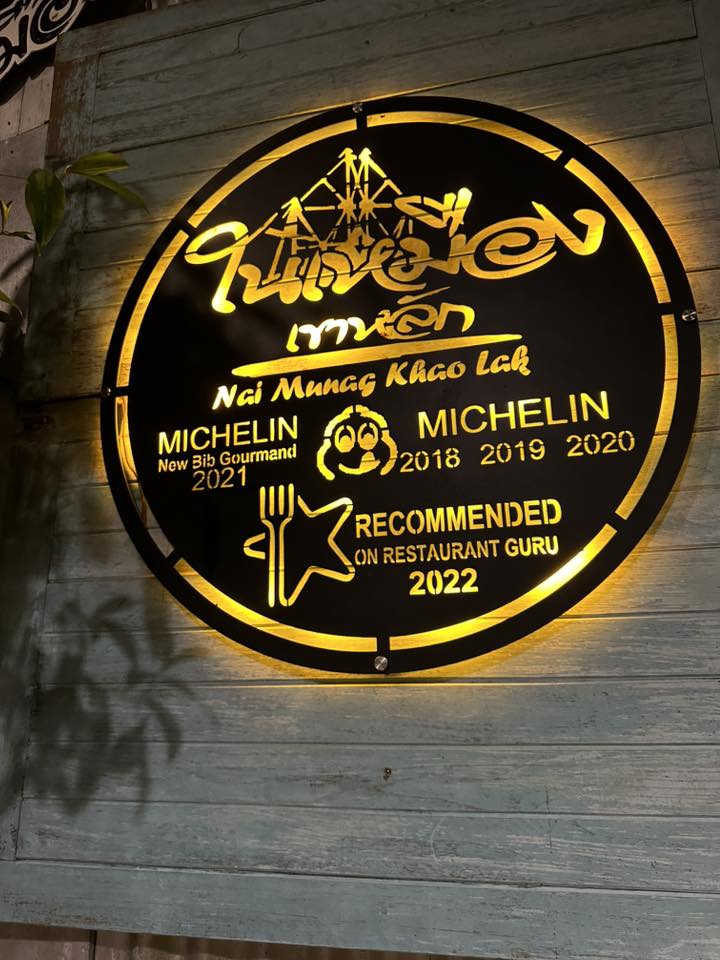 ในเหมือง
เขาหลัก
Nai Munag Khao Lak
MICHELIN
New Bib Gourmand
2021
MICHELIN
2018 2019 2020
RECOMMENDED
ON RESTAURANT GURU
2022